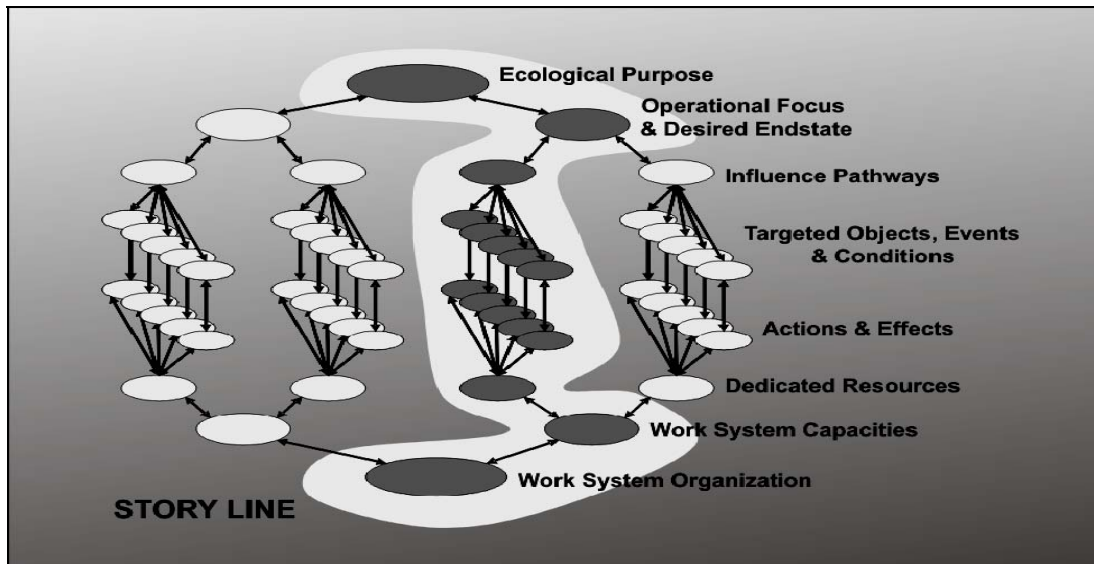 Ecological Purpose
Operational Focus
& Desired Endstate
Influence Pathways
Targeted Objects, Events
& Conditions
Actions & Effects
Dedicated Resources
Work System Capacities
Work System Organization
STORY LINE